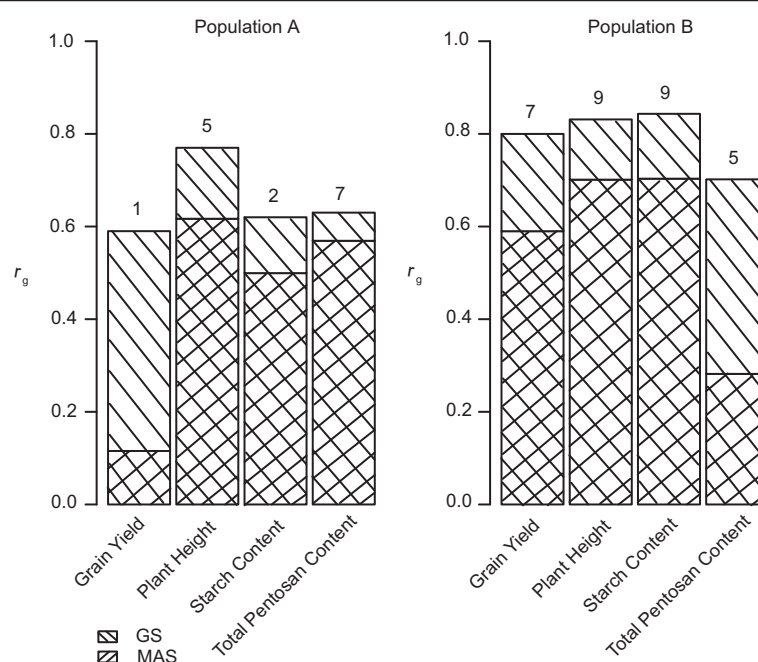 Population A
1.0
0.8
0.6
0.4
0.2
0.0
r g
1
5
2
7
Grain Yield
Plant Height
Starch Content
Total Pentosan Content
Population B
1.0
0.8
0.6
0.4
0.2
0.0
r g
7
9
9
5
Grain Yield
Plant Height
Starch Content
Total Pentosan Content
GS
MAS